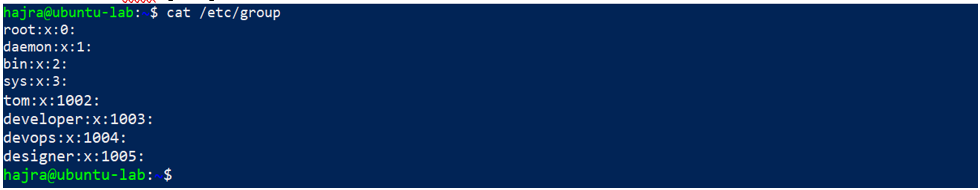 hajra@ubuntu-lab:~$ cat /etc/group
root:x:0:
daemon:x:1:
bin:x:2:
sys:x:3:
tom:x:1002:
developer:x:1003:
devops:x:1004:
designer:x:1005:
hajra@ubuntu-lab:~$